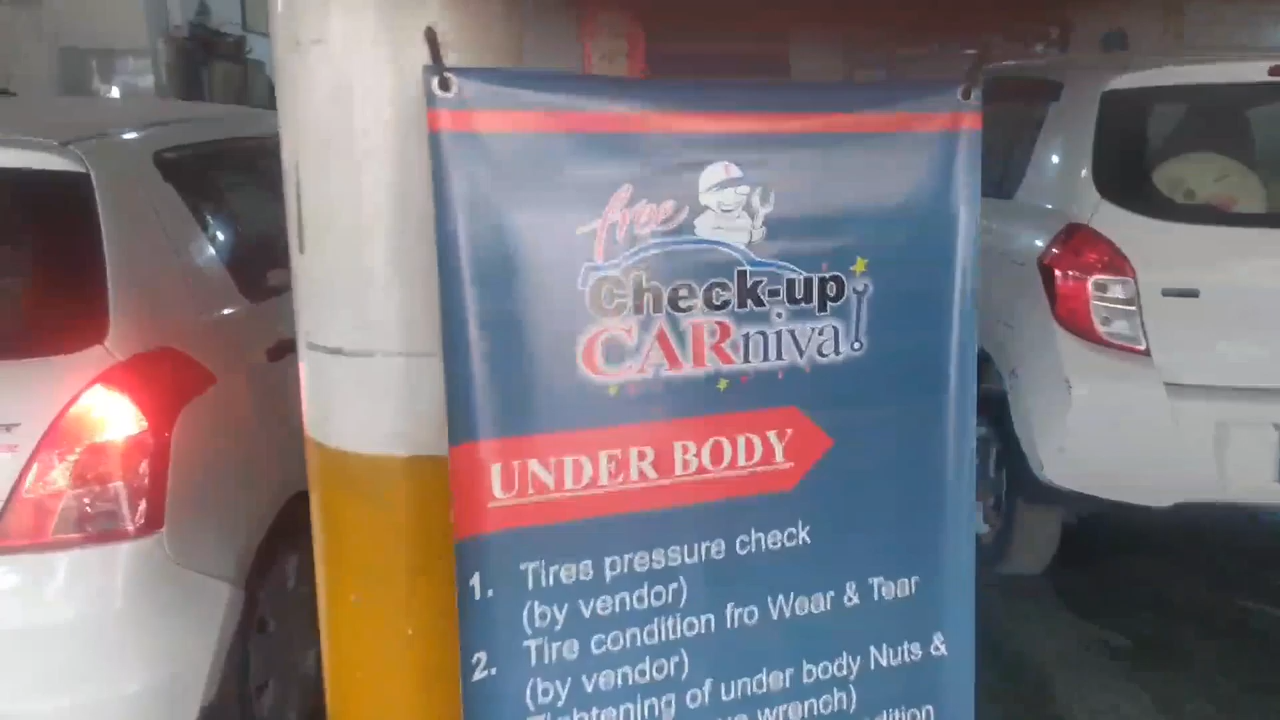 free
Check-up
CARnival
UNDER BODY
1. Tires pressure check
(by vendor)
2. Tire condition fro Wear & Tear
(by vendor)
Tightening of under body Nuts &
wrench)